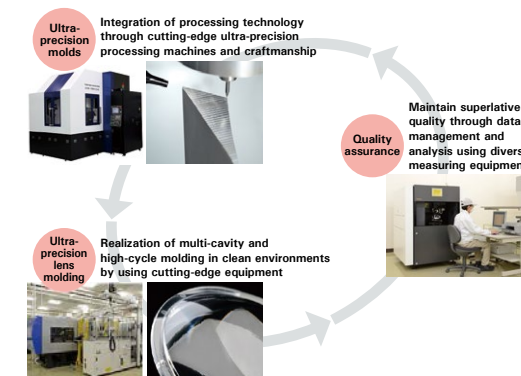 Ultra-
precision
molds
Integration of processing technology
through cutting-edge ultra-precision
processing machines and craftmanship
Quality
assurance
Maintain superlative
quality through data
management and
analysis using divers
measuring equipmen
Ultra-
precision
lens
molding
Realization of multi-cavity and
high-cycle molding in clean environments
by using cutting-edge equipment